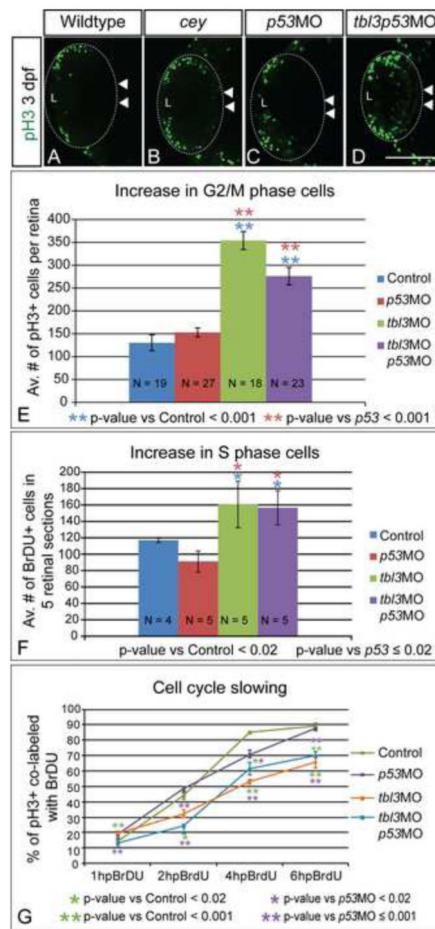 Wildtype cey p53MO tbl3p53MO
pH3 3 dpf
L L L L
A B C D
Increase in G2/M phase cells
Av. # of pH3+ cells per retina
400
350
300
250
200
150
100
50
0
** **
** **
N = 19 N = 27 N = 18 N = 23
Control
p53MO
tbl3MO
tbl3MO
p53MO
E ** p-value vs Control < 0.001 ** p-value vs p53 < 0.001
Increase in S phase cells
Av. # of BrDU+ cells in
5 retinal sections
200
180
160
140
120
100
80
60
40
20
0
* *
* *
N = 4 N = 5 N = 5 N = 5
Control
p53MO
tbl3MO
tbl3MO
p53MO
F p-value vs Control < 0.02 p-value vs p53 ≤ 0.02
Cell cycle slowing
% of pH3+ co-labeled
with BrDU
90
80
70
60
50
40
30
20
10
0
1hpBrDU 2hpBrdU 4hpBrdU 6hpBrdU
Control
p53MO
tbl3MO
tbl3MO
p53MO
* p-value vs Control < 0.02 * p-value vs p53MO < 0.02
G ** p-value vs Control < 0.001 ** p-value vs p53MO ≤ 0.001